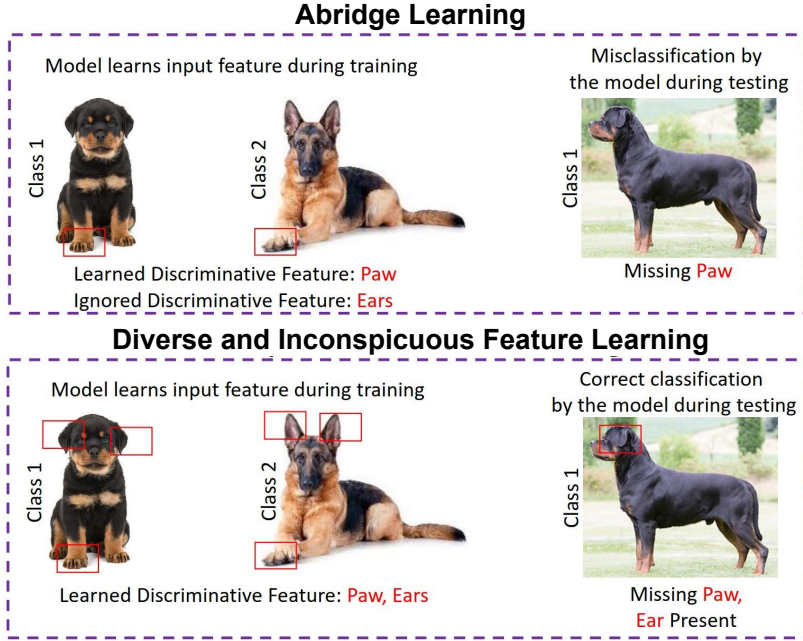 Abridge Learning
Model learns input feature during training
Misclassification by
the model during testing
Class 1
Class 2
Class 1
Learned Discriminative Feature: Paw
Ignored Discriminative Feature: Ears
Missing Paw
Diverse and Inconspicuous Feature Learning
Model learns input feature during training
Correct classification
by the model during testing
Class 1
Class 2
Class 1
Learned Discriminative Feature: Paw, Ears
Missing Paw,
Ear Present